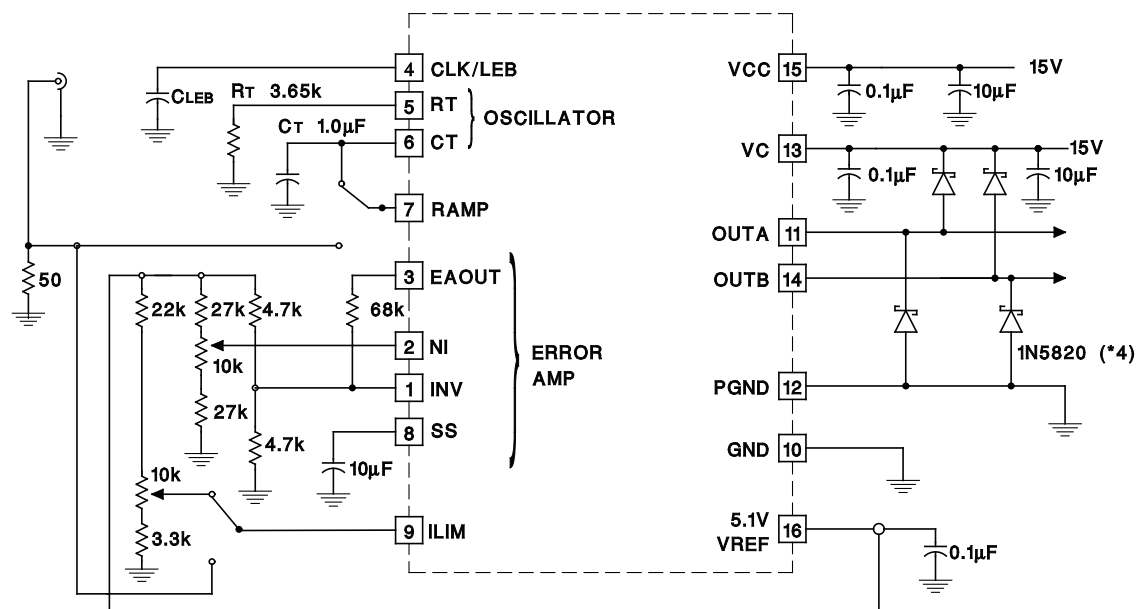 4 CLK/LEB
CLEB
RT 3.65k
5 RT
OSCILLATOR
CT 1.0µF
6 CT
7 RAMP
50
3 EAOUT
22k
27k
4.7k
68k
2 NI
10k
ERROR
AMP
1 INV
27k
8 SS
4.7k
10µF
10k
3.3k
9 ILIM
VCC 15
15V
0.1µF
10µF
VC 13
15V
0.1µF
10µF
OUTA 11
OUTB 14
1N5820 (*4)
PGND 12
GND 10
5.1V
VREF 16
0.1µF